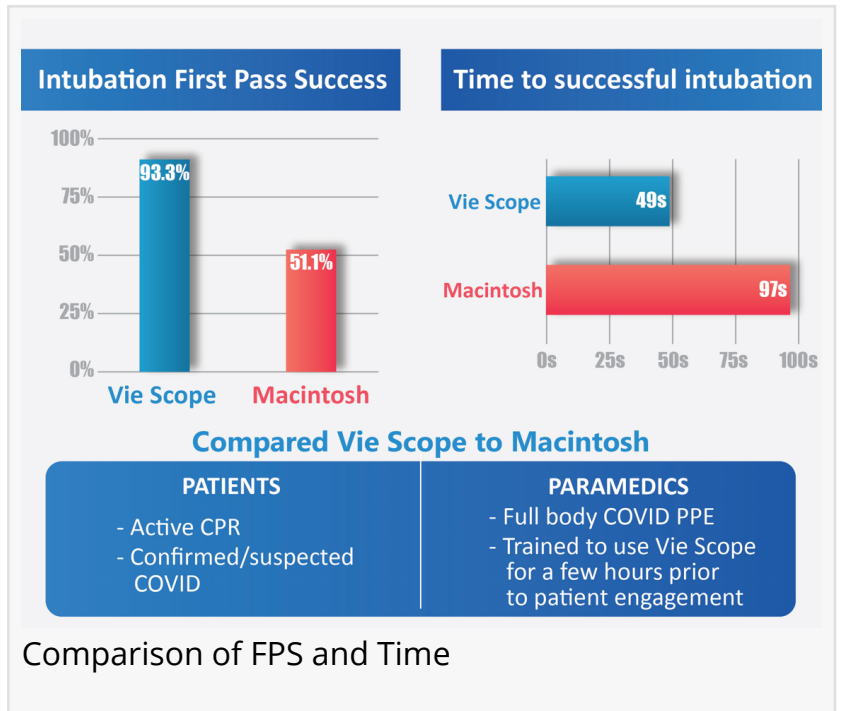 Intubation First Pass Success
100%
75%
50%
25%
0%
93.3%
51.1%
Vie Scope
Macintosh
Time to successful intubation
Vie Scope
49s
Macintosh
97s
0s
25s
50s
75s
100s
Compared Vie Scope to Macintosh
PATIENTS
- Active CPR
- Confirmed/suspected
COVID
PARAMEDICS
- Full body COVID PPE
- Trained to use Vie Scope
for a few hours prior
to patient engagement
Comparison of FPS and Time